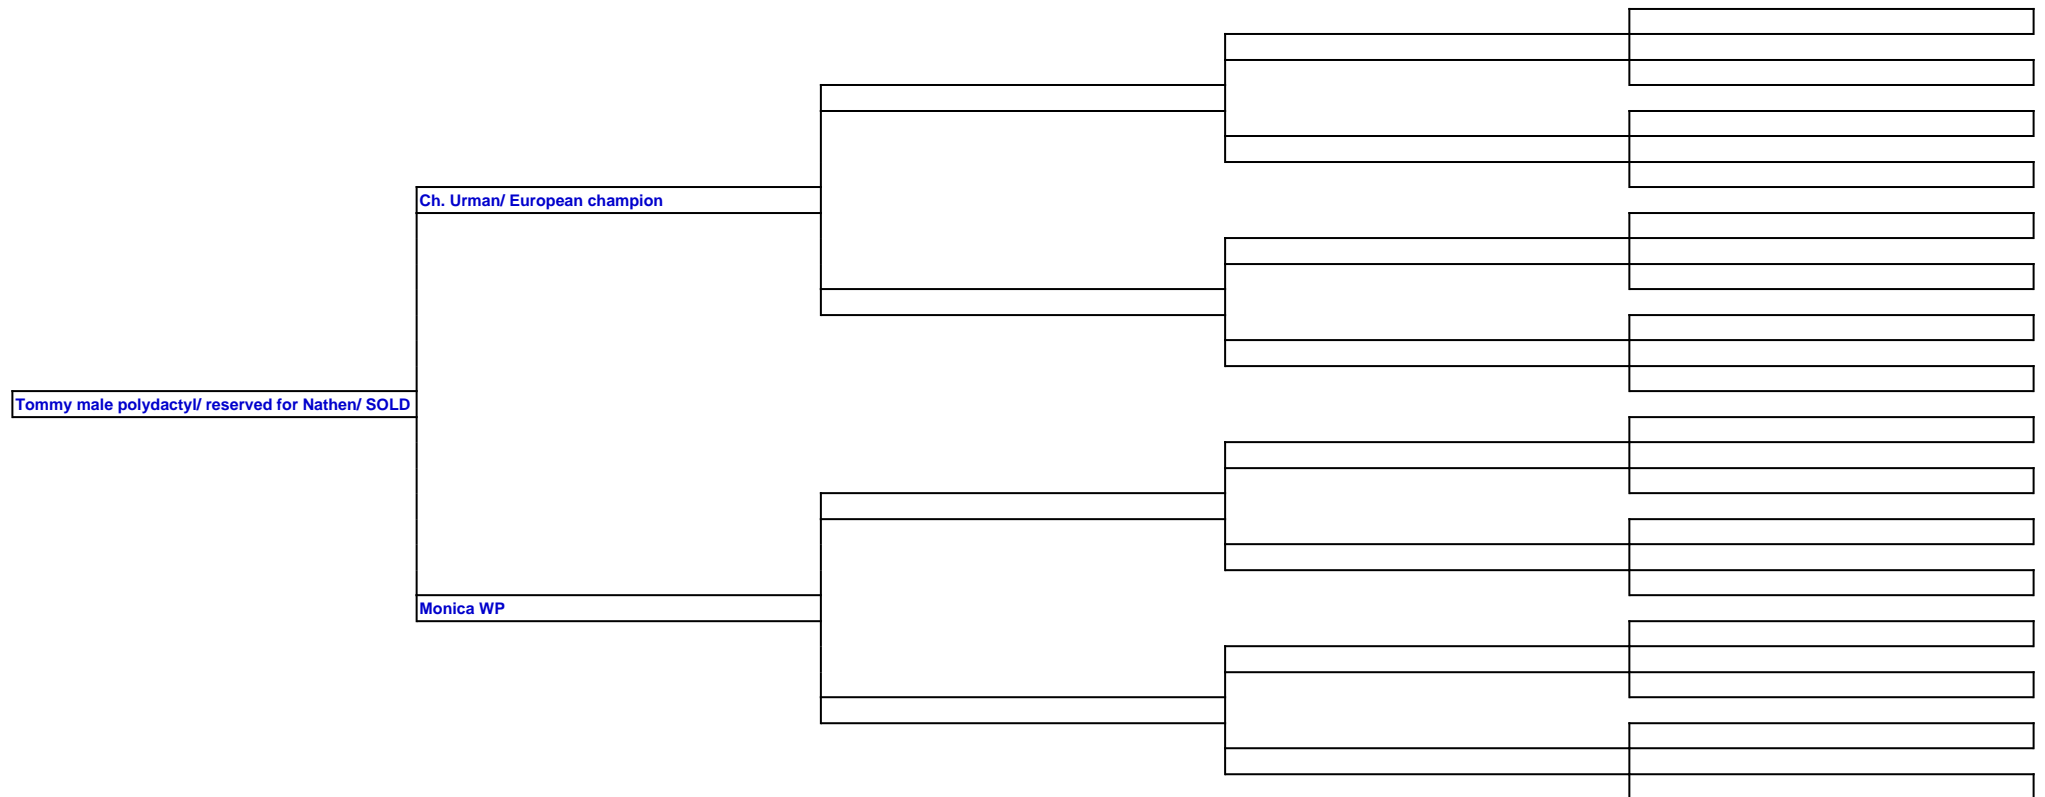 Ch. Urman/ European champion
Tommy male polydactyl/ reserved for Nathen/ SOLD
Monica WP